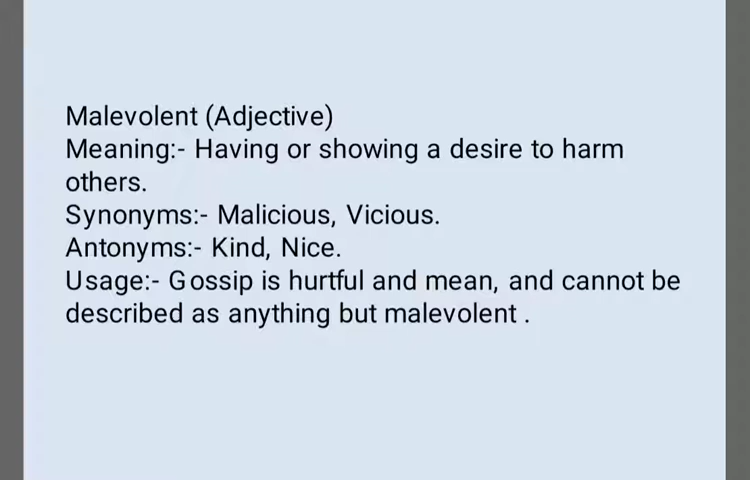 Malevolent (Adjective)
Meaning:- Having or showing a desire to harm
others.
Synonyms:- Malicious, Vicious.
Antonyms:- Kind, Nice.
Usage:- Gossip is hurtful and mean, and cannot be
described as anything but malevolent .